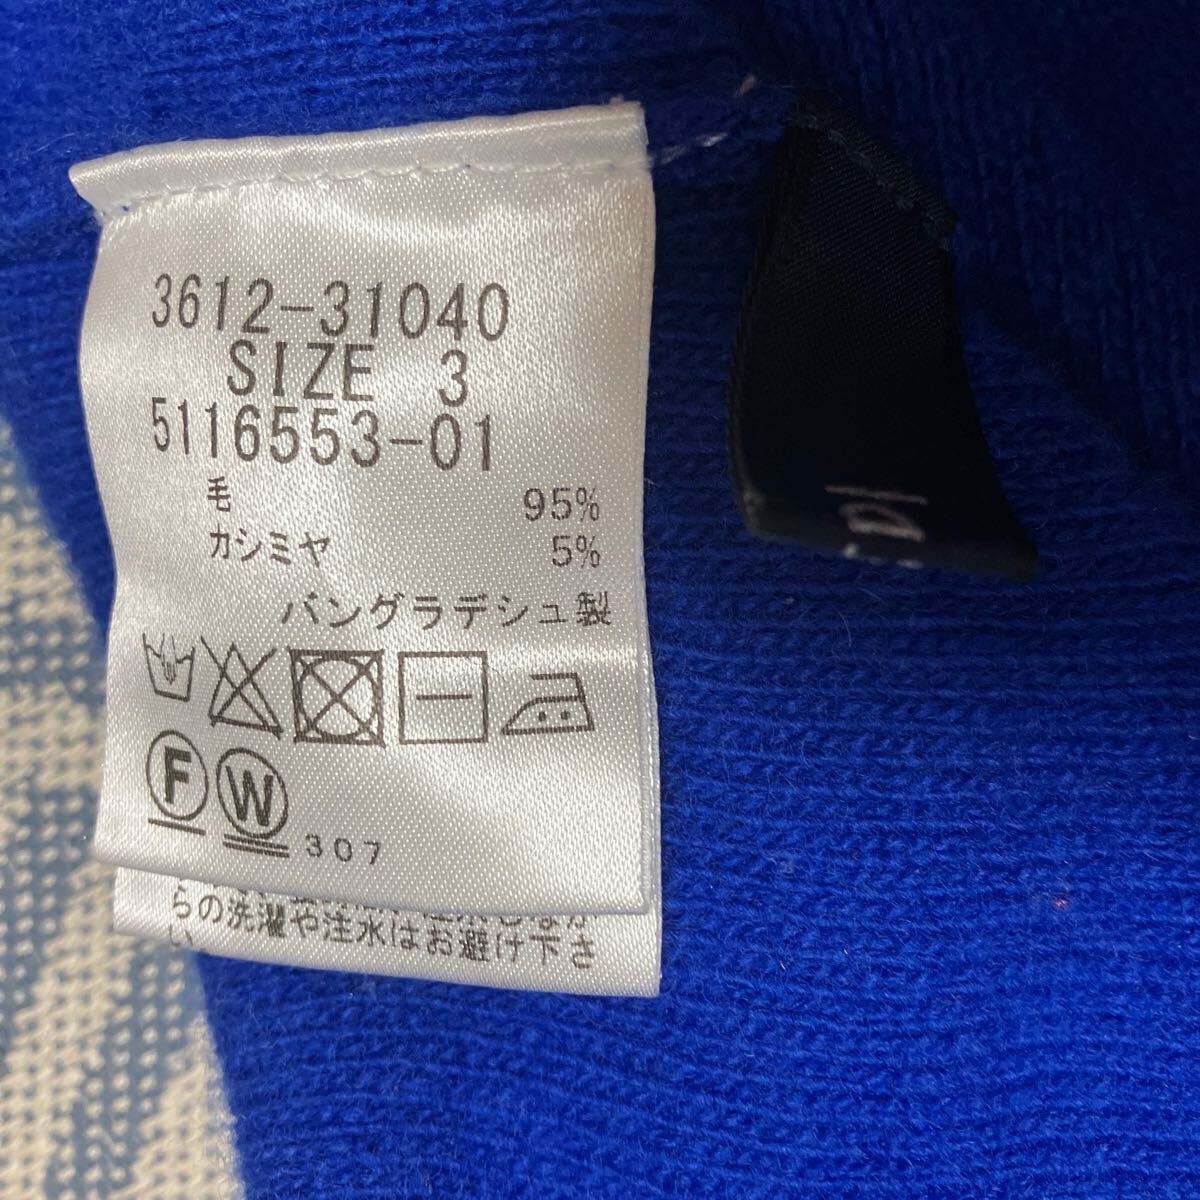 3612-31040
SIZE 3
5116553-01
毛 95%
カシミヤ 5%
バングラデシュ製
F W 307
らの洗濯や注水はお避け下さ
い。